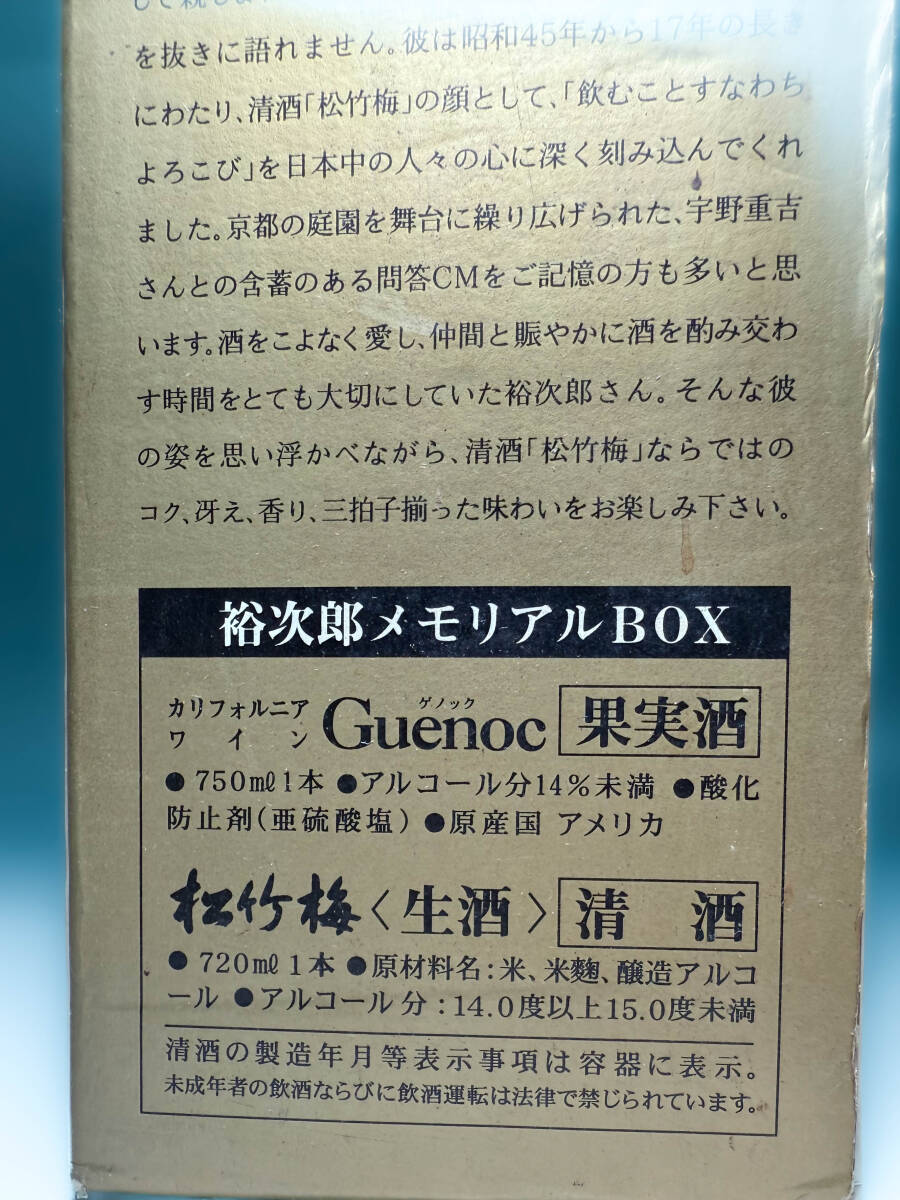 を抜きに語れません。彼は昭和45年から17年の長き
にわたり、清酒「松竹梅」の顔として、「飲むことすなわち
よろこび」を日本中の人々の心に深く刻み込んでくれ
ました。京都の庭園を舞台に繰り広げられた、宇野重吉
さんとの含蓄のある問答CMをご記憶の方も多いと思
います。酒をこよなく愛し、仲間と賑やかに酒を酌み交わ
す時間をとても大切にしていた裕次郎さん。そんな彼
の姿を思い浮かべながら、清酒「松竹梅」ならではの
コク、冴え、香り、三拍子揃った味わいをお楽しみ下さい。
裕次郎メモリアルBOX
カリフォルニア
ワイン
ゲノック
Guenoc 果実酒
●750ml1本 ●アルコール分14%未満 ●酸化
防止剤(亜硫酸塩) ●原産国 アメリカ
松竹梅〈生酒〉 清 酒
●720ml 1本 ●原材料名:米、米麴、醸造アルコ
ール ●アルコール分:14.0度以上15.0度未満
清酒の製造年月等表示事項は容器に表示。
未成年者の飲酒ならびに飲酒運転は法律で禁じられています。